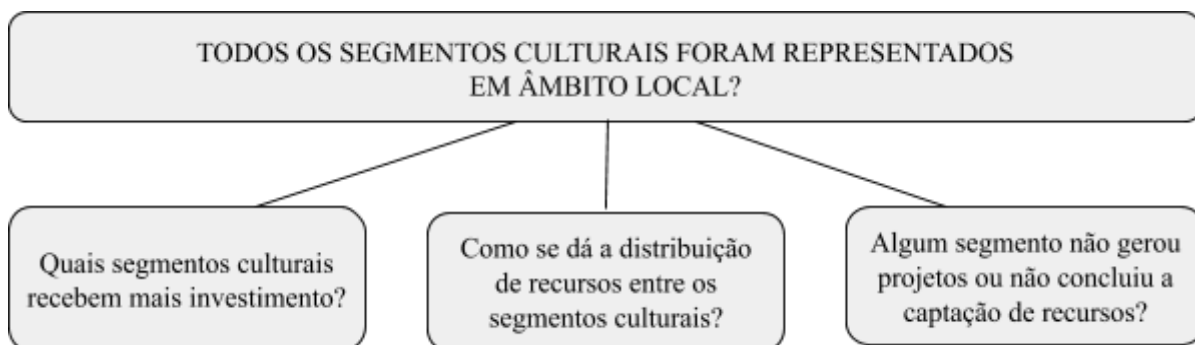 TODOS OS SEGMENTOS CULTURAIS FORAM REPRESENTADOS
EM ÂMBITO LOCAL?
Quais segmentos culturais
recebem mais investimento?
Como se dá a distribuição
de recursos entre os
segmentos culturais?
Algum segmento não gerou
projetos ou não concluiu a
captação de recursos?